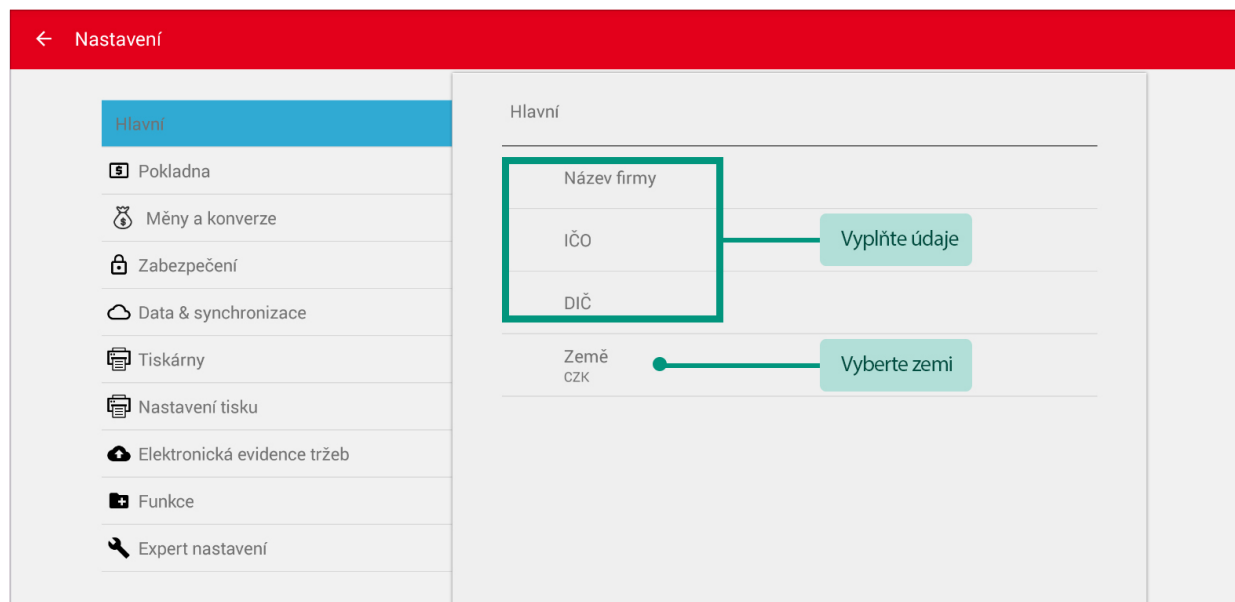 Nastavení
Hlavní
Pokladna
Měny a konverze
Zabezpečení
Data & synchronizace
Tiskárny
Nastavení tisku
Elektronická evidence tržeb
Funkce
Expert nastavení
Hlavní
Název firmy
IČO
Vyplňte údaje
DIČ
Země
CZK
Vyberte zemi